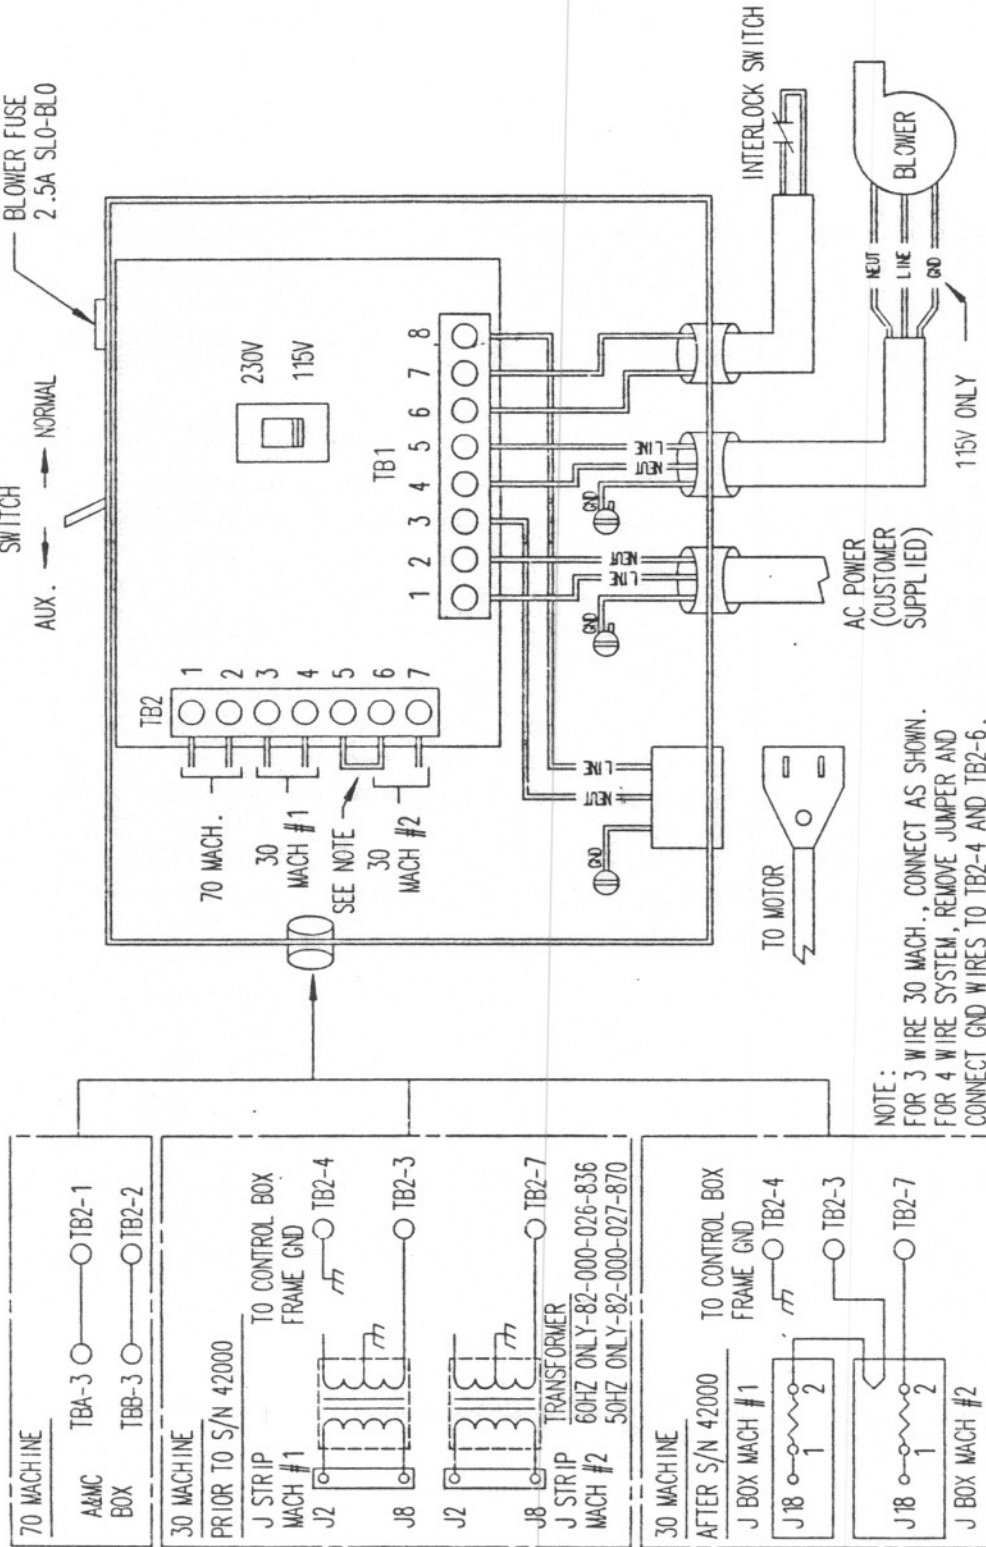 70 MACHINE
A&MC
BOX
TBA-3
TB2-1
TBB-3
TB2-2
30 MACHINE
PRIOR TO S/N 42000
J STRIP
MACH #1
TO CONTROL BOX
FRAME GND
J2
J8
TB2-4
TB2-3
J2
J8
TB2-7
J STRIP
MACH #2
TRANSFORMER
60HZ ONLY-82-000-026-836
50HZ ONLY-82-000-027-870
30 MACHINE
AFTER S/N 42000
J BOX MACH #1
TO CONTROL BOX
FRAME GND
J18
1
2
TB2-4
TB2-3
J18
1
2
TB2-7
J BOX MACH #2
AUX.
SWITCH
NORMAL
BLOWER FUSE
2.5A SLO-BLO
TB2
1
2
3
4
5
6
7
70 MACH.
30
MACH #1
SEE NOTE
30
MACH #2
230V
115V
TB1
1
2
3
4
5
6
7
8
GND
NEUT
LINE
GND
LINE
NEUT
GND
NEUT
LINE
TO MOTOR
AC POWER
(CUSTOMER
SUPPLIED)
INTERLOCK SWITCH
BLOWER
NEUT
LINE
GND
115V ONLY
NOTE:
FOR 3 WIRE 30 MACH., CONNECT AS SHOWN.
FOR 4 WIRE SYSTEM, REMOVE JUMPER AND
CONNECT GND WIRES TO TB2-4 AND TB2-6.